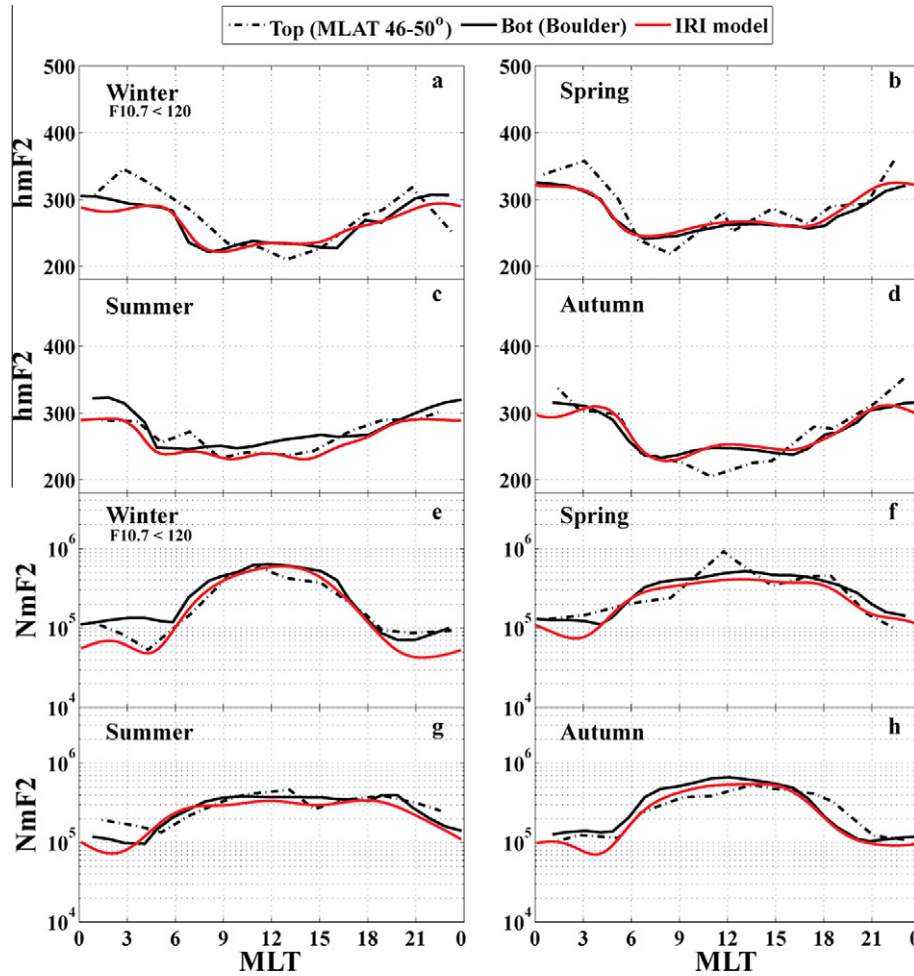 Top (MLAT 46-50°) Bot (Boulder) IRI model
500 a 500 b
Winter Spring
F10.7 < 120
400 400
hmF2 hmF2
300 300
200 200
c d
Summer Autumn
400 400
hmF2 hmF2
300 300
200 200
Winter e Spring f
F10.7 < 120
10^6 10^6
NmF2 NmF2
10^5 10^5
10^4 10^4
Summer g Autumn h
10^6 10^6
NmF2 NmF2
10^5 10^5
10^4 10^4
0 3 6 9 12 15 18 21 0 0 3 6 9 12 15 18 21 0
MLT MLT